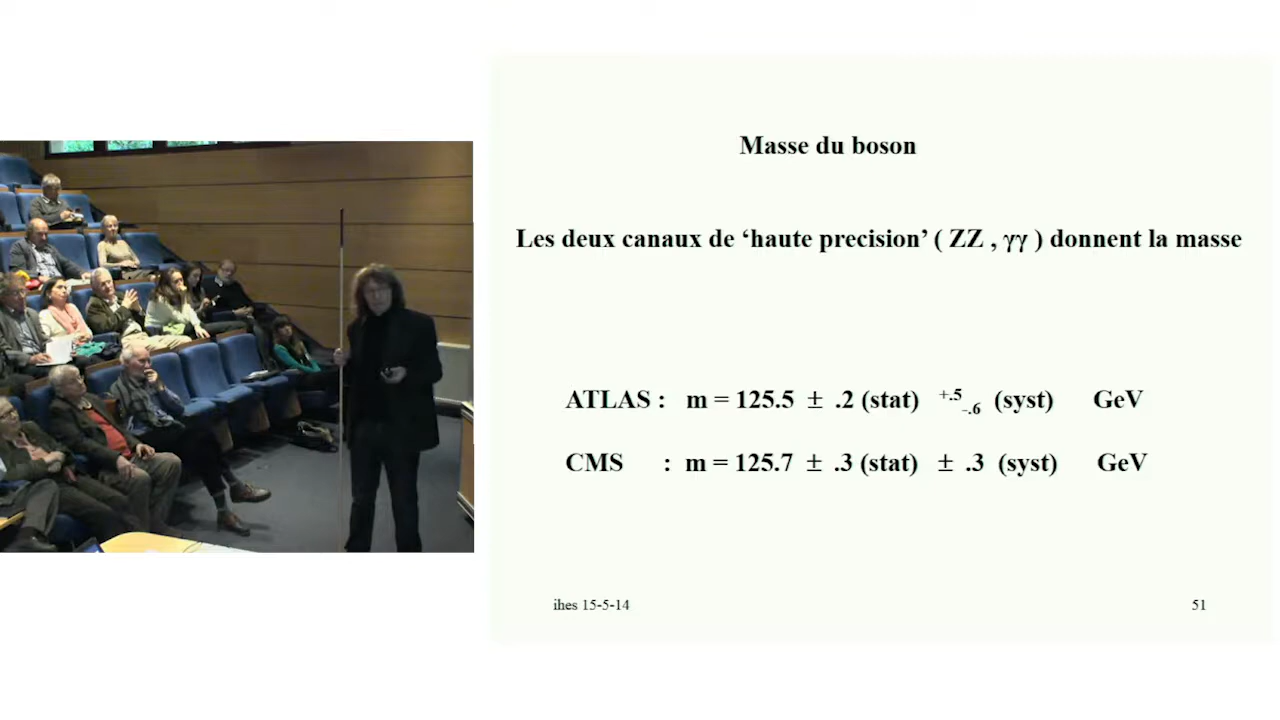 Masse du boson
Les deux canaux de ‘haute precision’ ( ZZ , γγ ) donnent la masse
ATLAS : m = 125.5 ± .2 (stat) +.5 -.6 (syst) GeV
CMS : m = 125.7 ± .3 (stat) ± .3 (syst) GeV
ihes 15-5-14
51